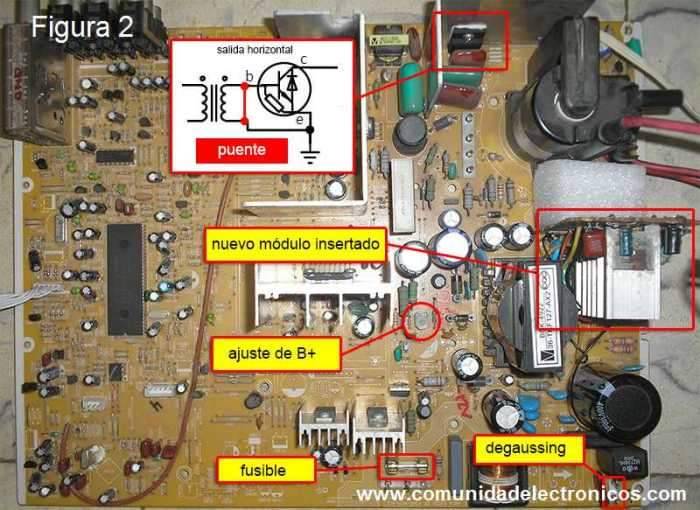 Figura 2
salida horizontal
c
b
e
puente
nuevo módulo insertado
ajuste de B+
fusible
degaussing
www.comunidadelectronicos.com